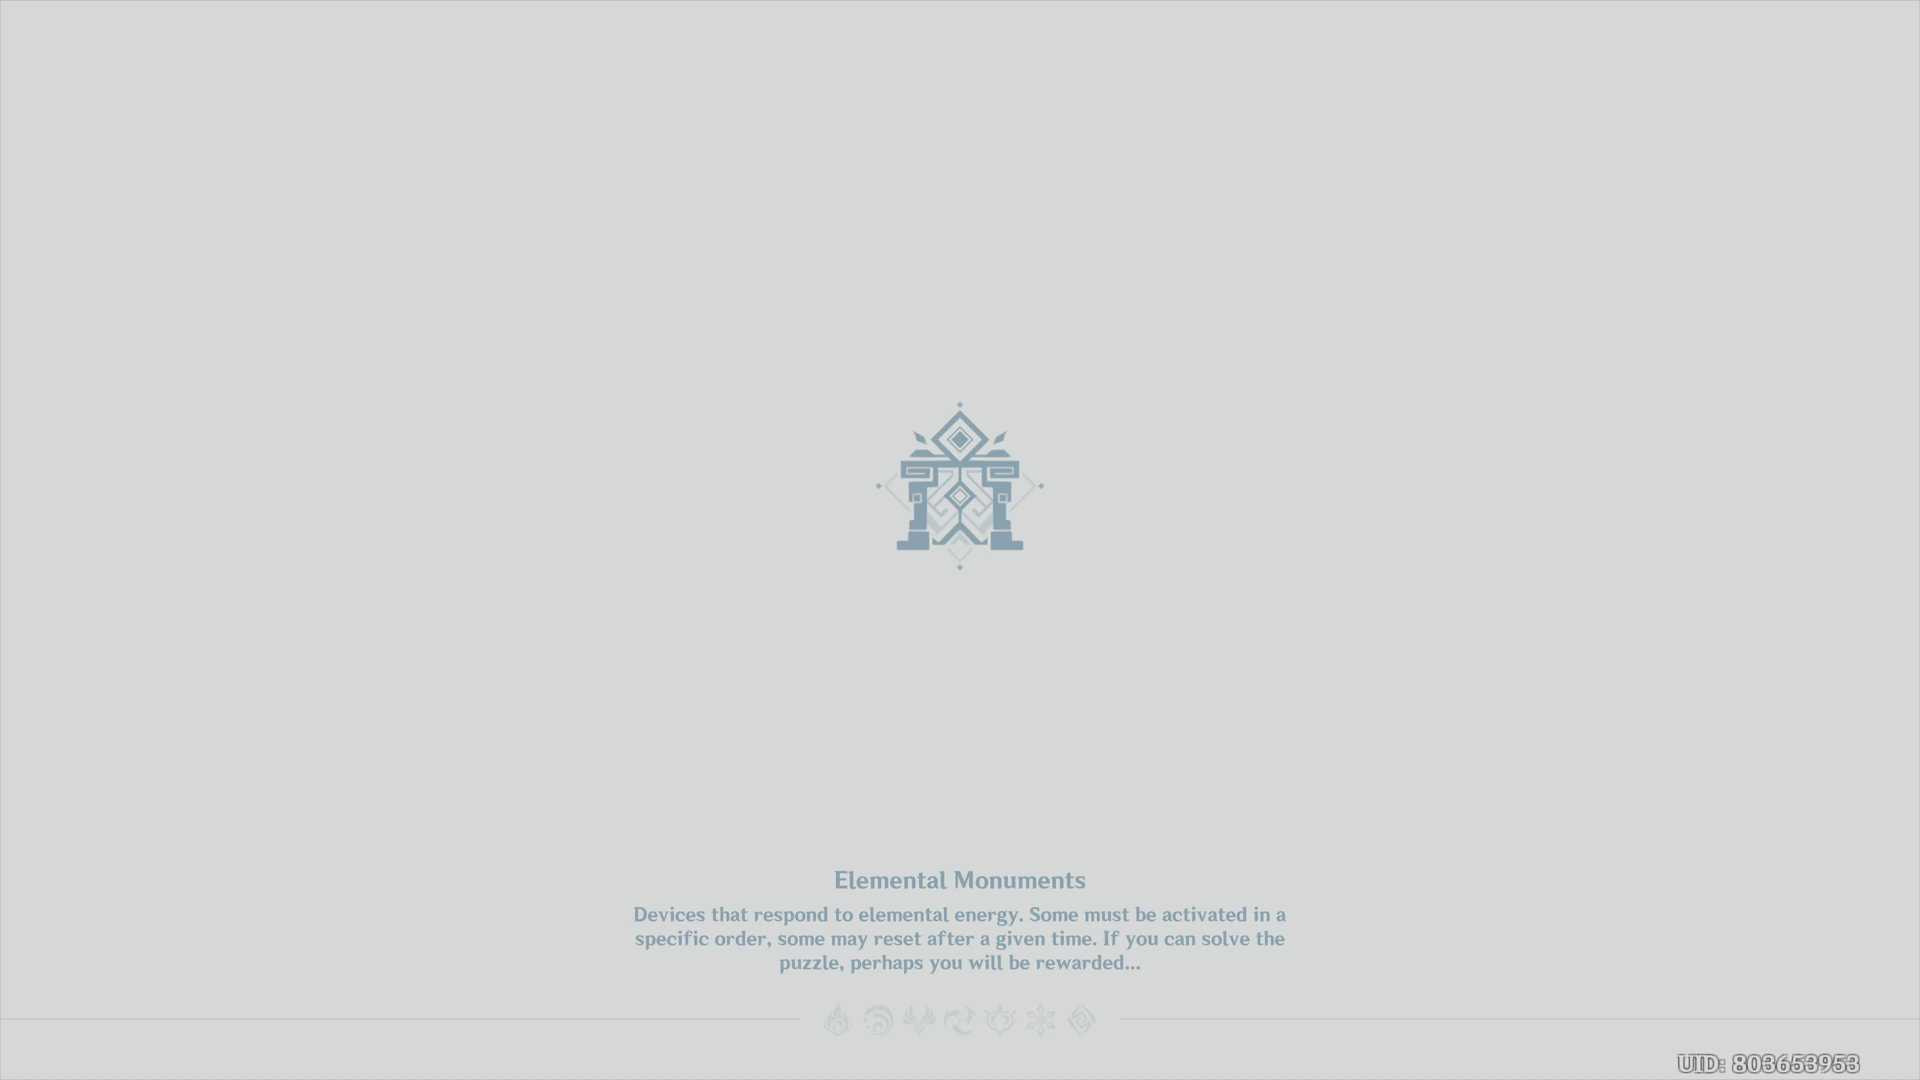 Elemental Monuments
Devices that respond to elemental energy. Some must be activated in a
specific order, some may reset after a given time. If you can solve the
puzzle, perhaps you will be rewarded...
UID: 803653953